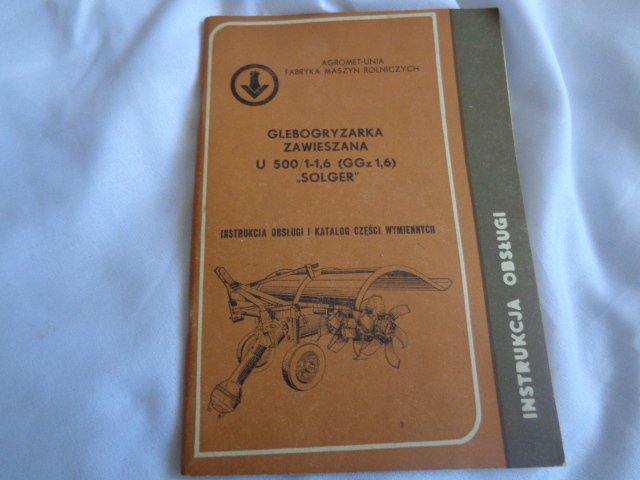 AGROMET-UNIA
FABRYKA MASZYN ROLNICZYCH
GLEBOGRYZARKA
ZAWIESZANA
U 500/1-1,6 (GGz 1,6)
„SOLGER"
INSTRUKCJA OBSŁUGI I KATALOG CZĘŚCI WYMIENNYCH
INSTRUKCJA OBSŁUGI